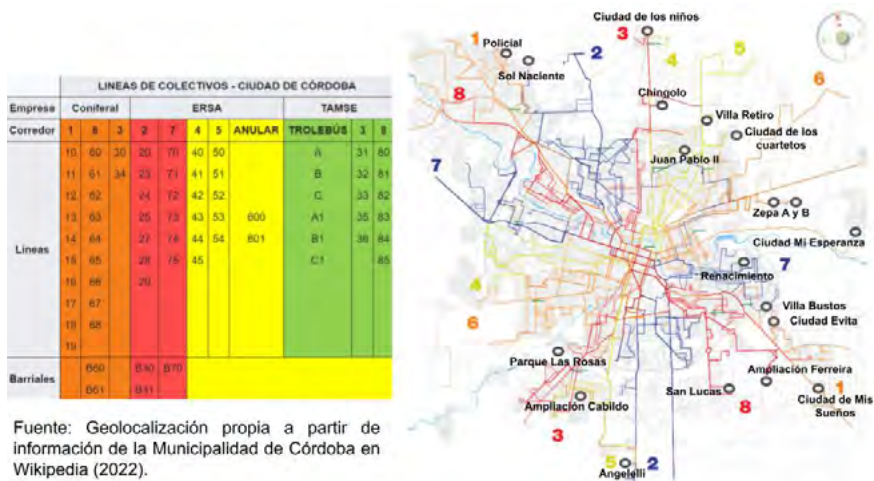 LINEAS DE COLECTIVOS - CIUDAD DE CÓRDOBA
Empresa Coniferal ERSA TAMSE
Corredor 1 6 3 2 7 4 5 ANULAR TROLEBÚS 3 8
Lineas
10 60 30 20 70 40 50 A 31 80
11 61 34 23 71 41 51 B 32 81
12 62 24 72 42 52 C 33 82
13 63 25 73 43 53 600 A1 35 83
14 64 27 74 44 54 601 B1 36 84
15 65 28 75 45 C1 85
16 66
17 67
18 68
19
Barriales
B60 B70
B61
Fuente: Geolocalización propia a partir de
información de la Municipalidad de Córdoba en
Wikipedia (2022).
Ciudad de los niños
1
Policial
3
2
4
5
Sol Naciente
6
8
Chingolo
Villa Retiro
Ciudad de los
cuartetos
Juan Pablo II
7
Zepa A y B
Ciudad Mi Esperanza
Renacimiento
7
4
Villa Bustos
6
Ciudad Evita
Parque Las Rosas
Ampliación Ferreira
San Lucas
1
Ampliación Cabildo
8
Ciudad de Mis
Sueños
3
5
2
Angelelli